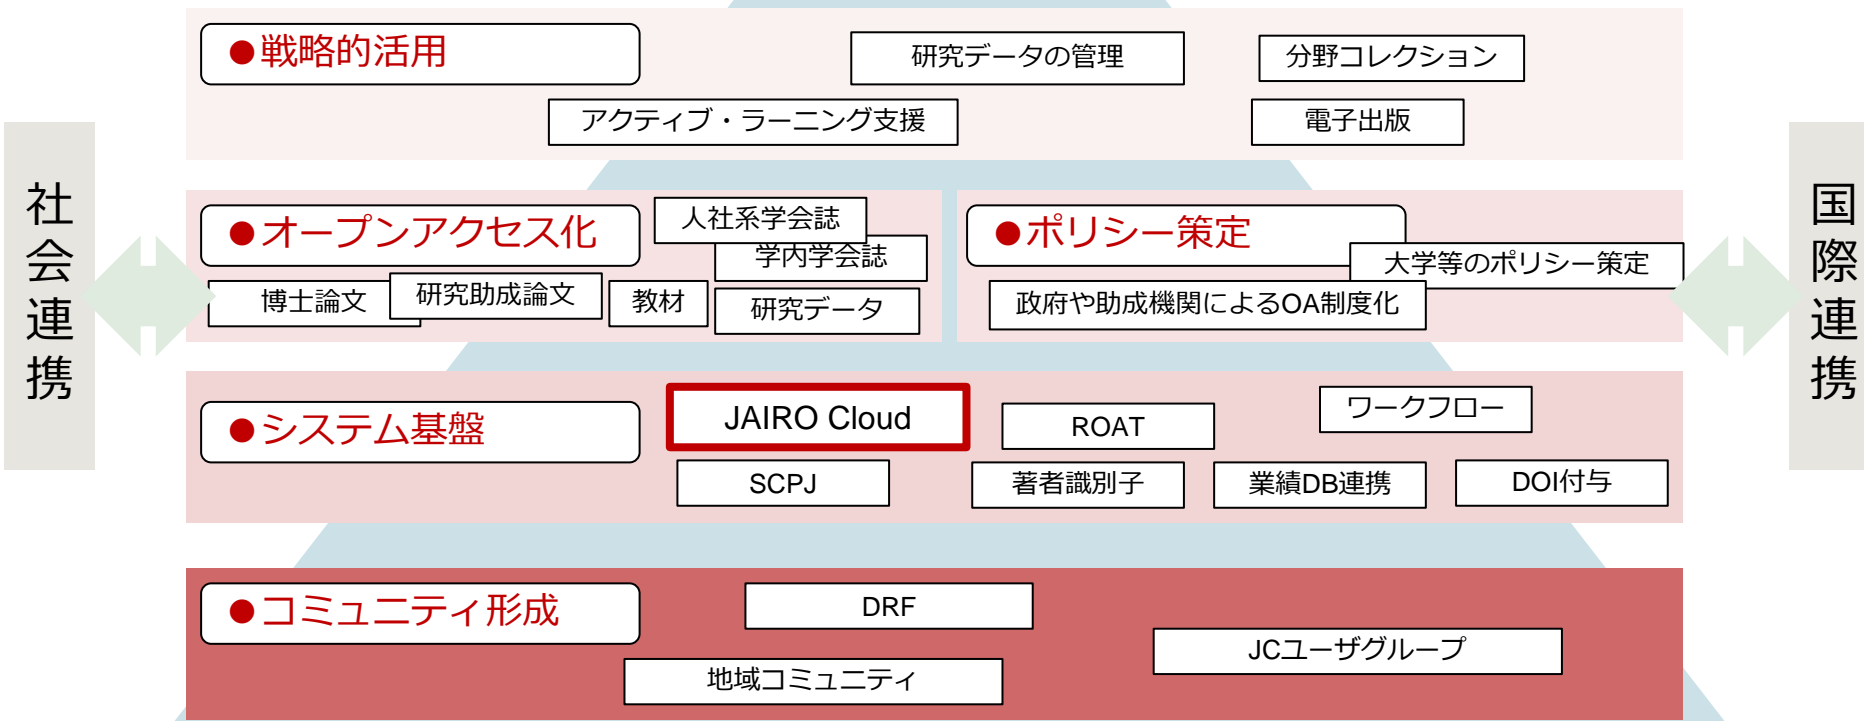 ●戦略的活用
研究データの管理
分野コレクション
アクティブ・ラーニング支援
電子出版
社会連携
国際連携
●オープンアクセス化
人社系学会誌
学内学会誌
博士論文
研究助成論文
教材
研究データ
●ポリシー策定
大学等のポリシー策定
政府や助成機関によるOA制度化
●システム基盤
JAIRO Cloud
ROAT
ワークフロー
SCPJ
著者識別子
業績DB連携
DOI付与
●コミュニティ形成
DRF
JCユーザグループ
地域コミュニティ